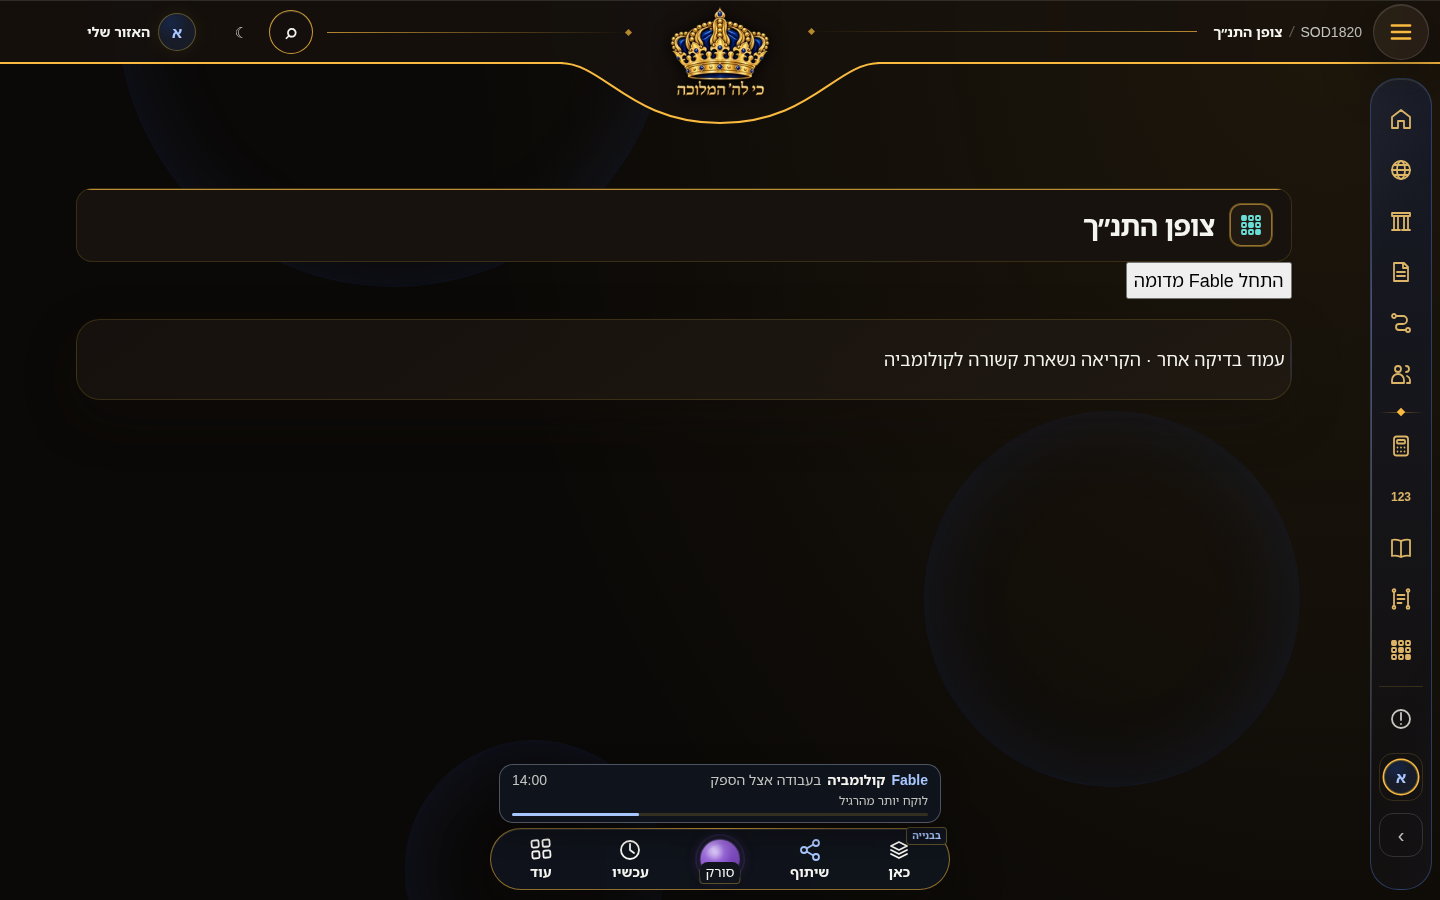 SOD1820 / צופן התנ״ך
כי לה' המלוכה
א האזור שלי
צופן התנ״ך
התחל Fable מדומה
עמוד בדיקה אחר · הקריאה נשארת קשורה לקולומביה
123
א
Fable קולומביה בעבודה אצל הספק 14:00
לוקח יותר מהרגיל
בבנייה
כאן שיתוף סורק עכשיו עוד